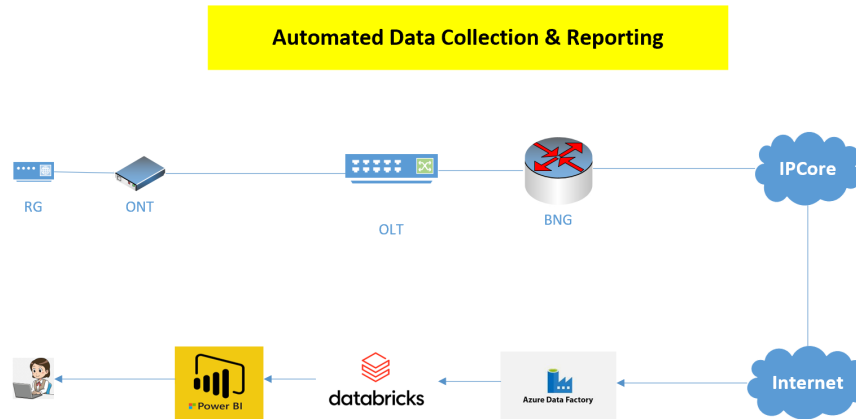 Automated Data Collection & Reporting
RG
ONT
OLT
BNG
IPCore
Power BI
databricks
Azure Data Factory
Internet